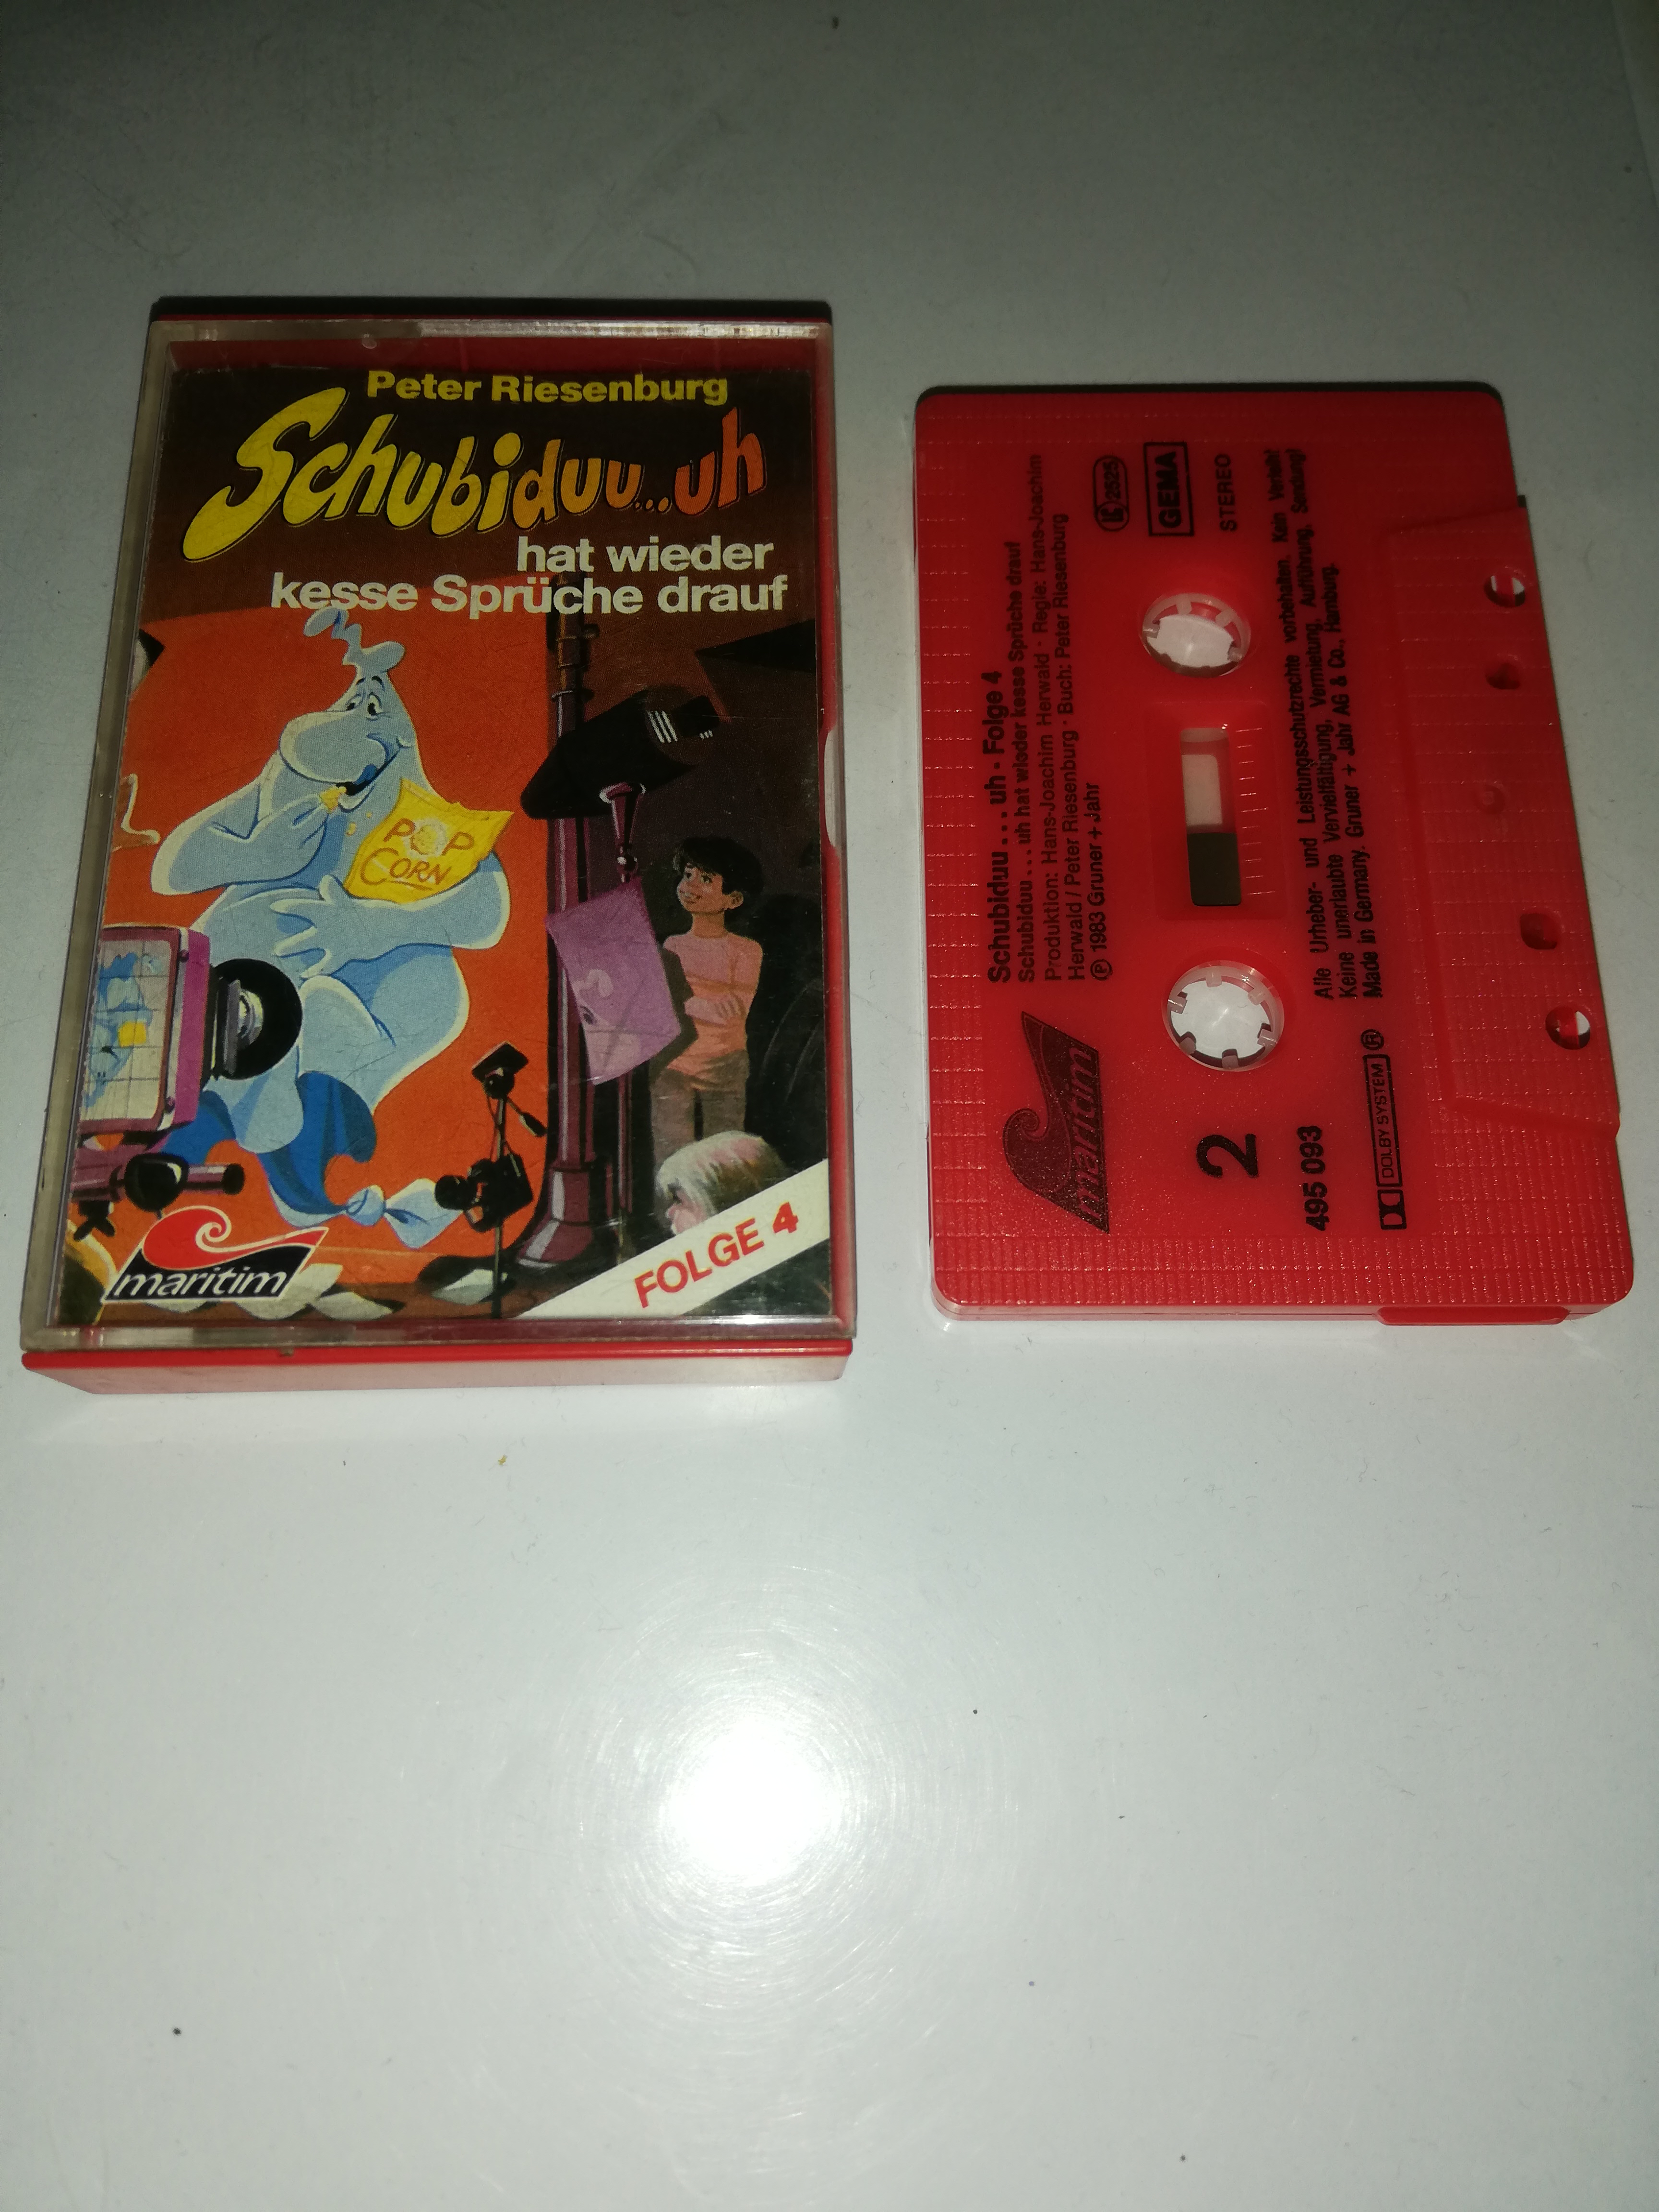 Peter Riesenburg
Schubiduu...uh
hat wieder
kesse Sprüche drauf
POP
CORN
maritim
FOLGE 4
Schubiduu...uh - Folge 4
Schubiduu...uh hat wieder kesse Sprüche drauf
Produktion: Hans-Joachim Herwald · Regie: Hans-Joachim
Herwald / Peter Riesenburg · Buch: Peter Riesenburg
Ⓟ 1983 Gruner + Jahr
maritim
2525
GEMA
STEREO
2
495 093
Alle Urheber- und Leistungsschutzrechte vorbehalten. Kein Verleih!
Keine unerlaubte Vervielfältigung, Vermietung, Aufführung, Sendung!
Made in Germany. Gruner + Jahr AG & Co., Hamburg.
DOLBY SYSTEM ®